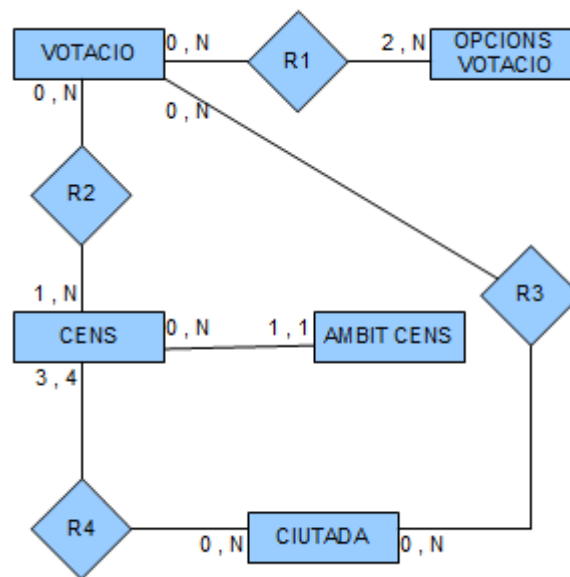 VOTACIO
0 , N
R1
2 , N
OPCIONS
VOTACIO
0 , N
0 , N
R2
R3
1 , N
CENS
0 , N
1 , 1
AMBIT CENS
3 , 4
R4
0 , N
CIUTADA
0 , N